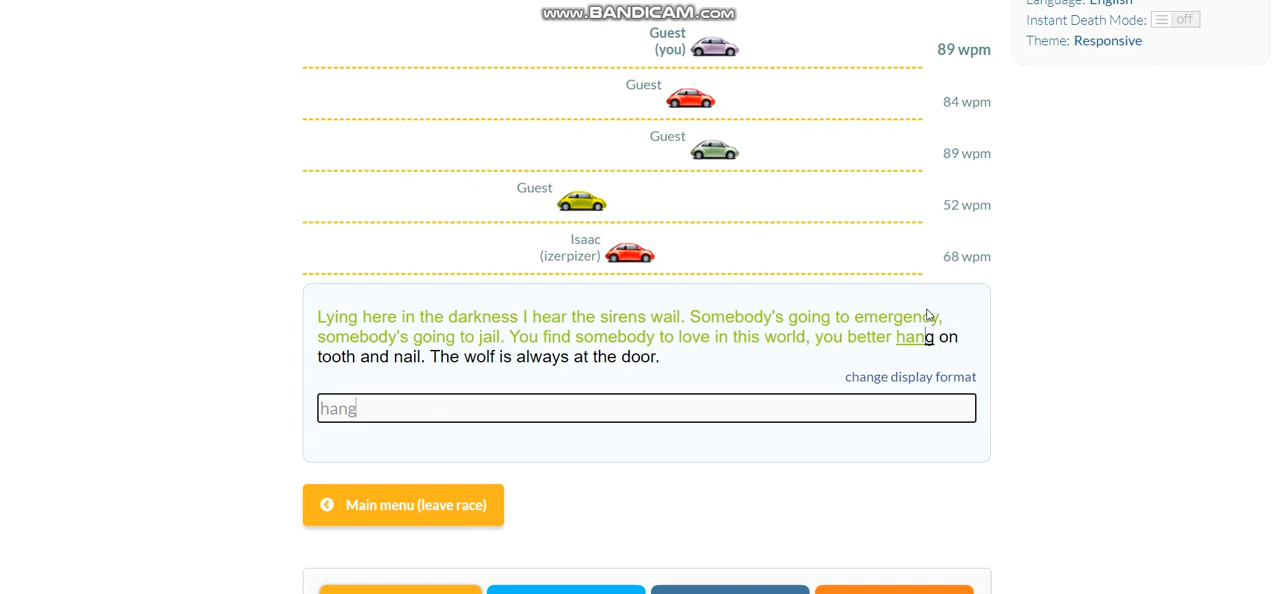 www.BANDICAM.com
Language: English
Instant Death Mode: off
Theme: Responsive
Guest
(you)
89 wpm
Guest
84 wpm
Guest
89 wpm
Guest
52 wpm
Isaac
(izerpizer)
68 wpm
Lying here in the darkness I hear the sirens wail. Somebody's going to emergency,
somebody's going to jail. You find somebody to love in this world, you better hang on
tooth and nail. The wolf is always at the door.
change display format
hang
Main menu (leave race)